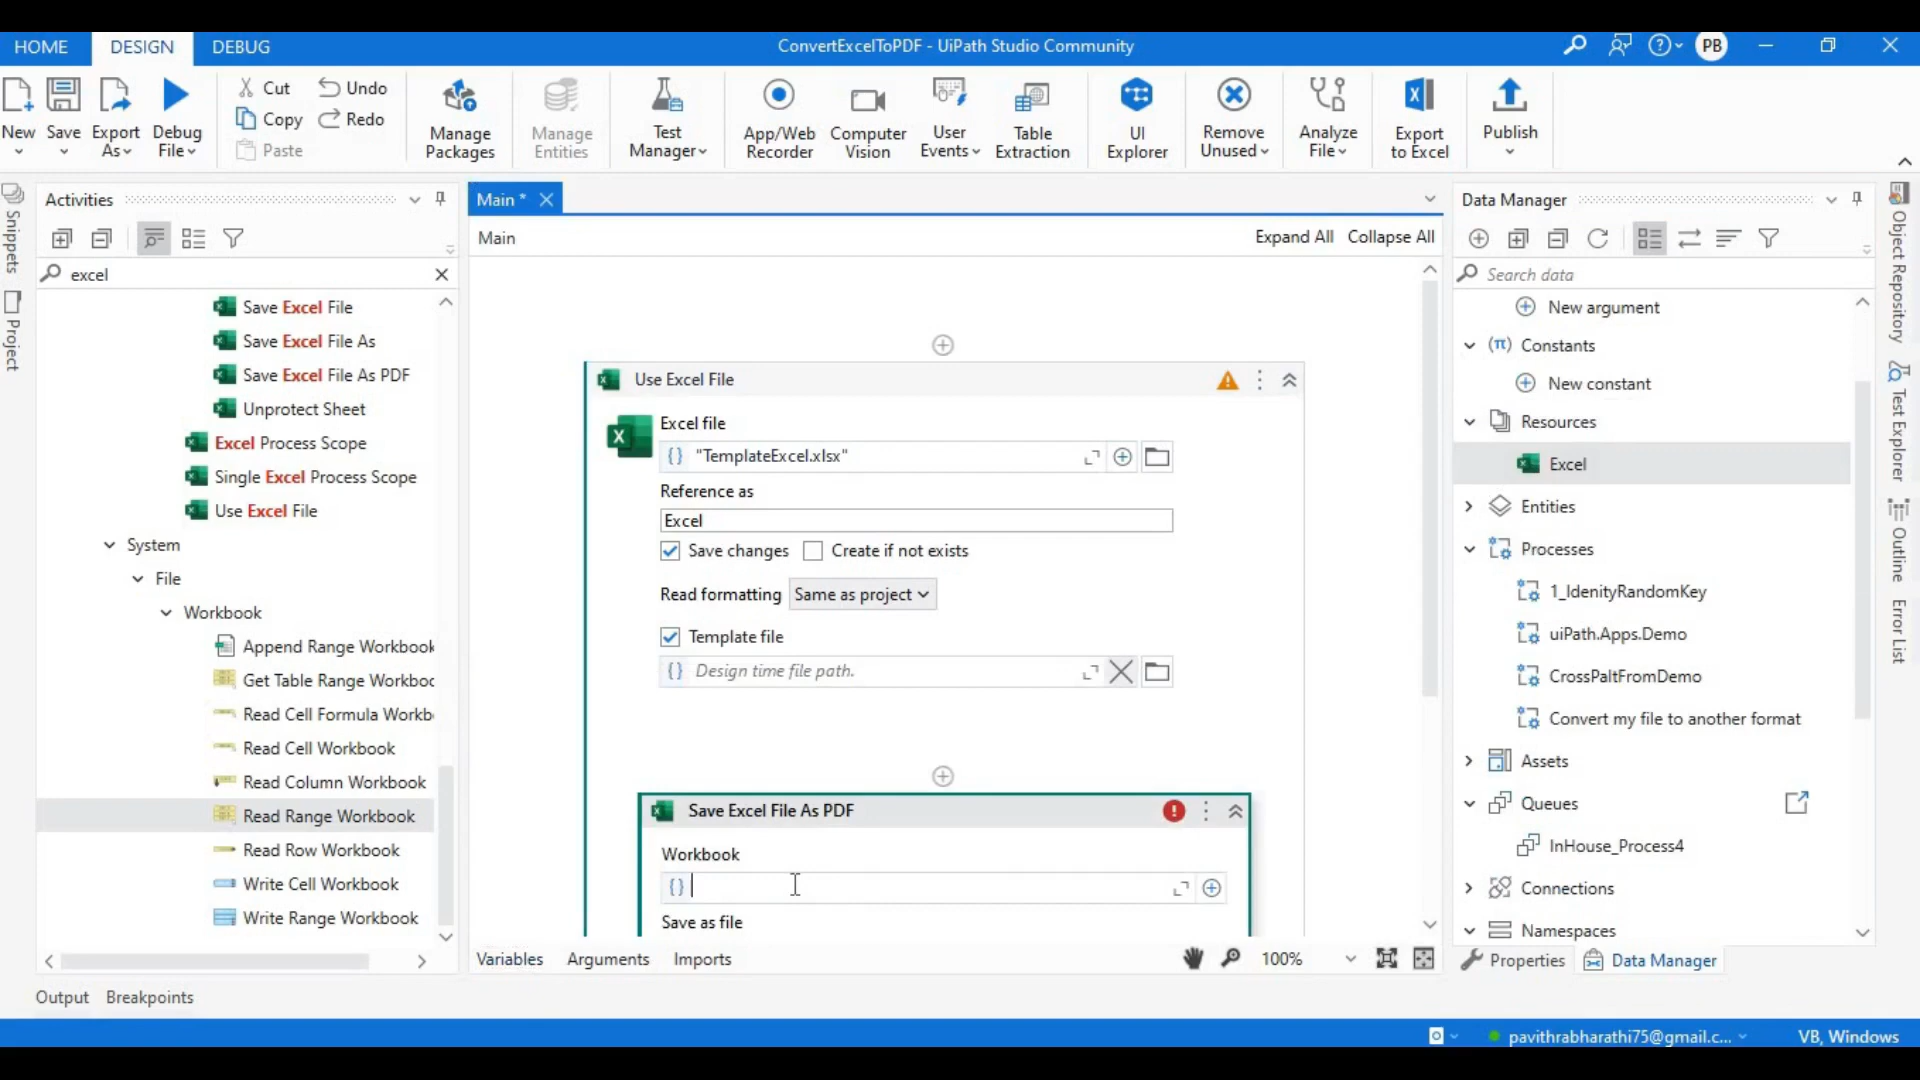 HOME DESIGN DEBUG ConvertExcelToPDF - UiPath Studio Community PB
New Save Export As Debug File Cut Copy Paste Undo Redo Manage Packages Manage Entities Test Manager App/Web Recorder Computer Vision User Events Table Extraction UI Explorer Remove Unused Analyze File Export to Excel Publish
Snippets
Project
Activities
excel
Save Excel File
Save Excel File As
Save Excel File As PDF
Unprotect Sheet
Excel Process Scope
Single Excel Process Scope
Use Excel File
System
File
Workbook
Append Range Workbook
Get Table Range Workboo
Read Cell Formula Workb
Read Cell Workbook
Read Column Workbook
Read Range Workbook
Read Row Workbook
Write Cell Workbook
Write Range Workbook
Main *
Main Expand All Collapse All
Use Excel File
Excel file
{} "TemplateExcel.xlsx"
Reference as
Excel
Save changes Create if not exists
Read formatting Same as project
Template file
{} Design time file path.
Save Excel File As PDF
Workbook
{}
Save as file
Variables Arguments Imports 100%
Data Manager
Search data
New argument
(π) Constants
New constant
Resources
Excel
Entities
Processes
1_IdenityRandomKey
uiPath.Apps.Demo
CrossPaltFromDemo
Convert my file to another format
Assets
Queues
InHouse_Process4
Connections
Namespaces
Properties Data Manager
Object Repository
Test Explorer
Outline
Error List
Output Breakpoints
pavithrabharathi75@gmail.c... VB, Windows